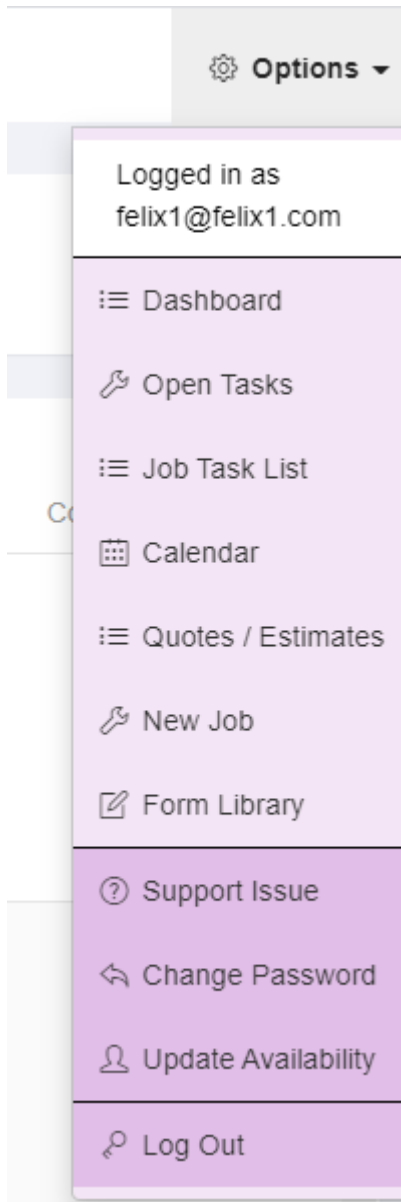 Options
Logged in as
felix1@felix1.com
Dashboard
Open Tasks
Job Task List
Calendar
Quotes / Estimates
New Job
Form Library
Support Issue
Change Password
Update Availability
Log Out